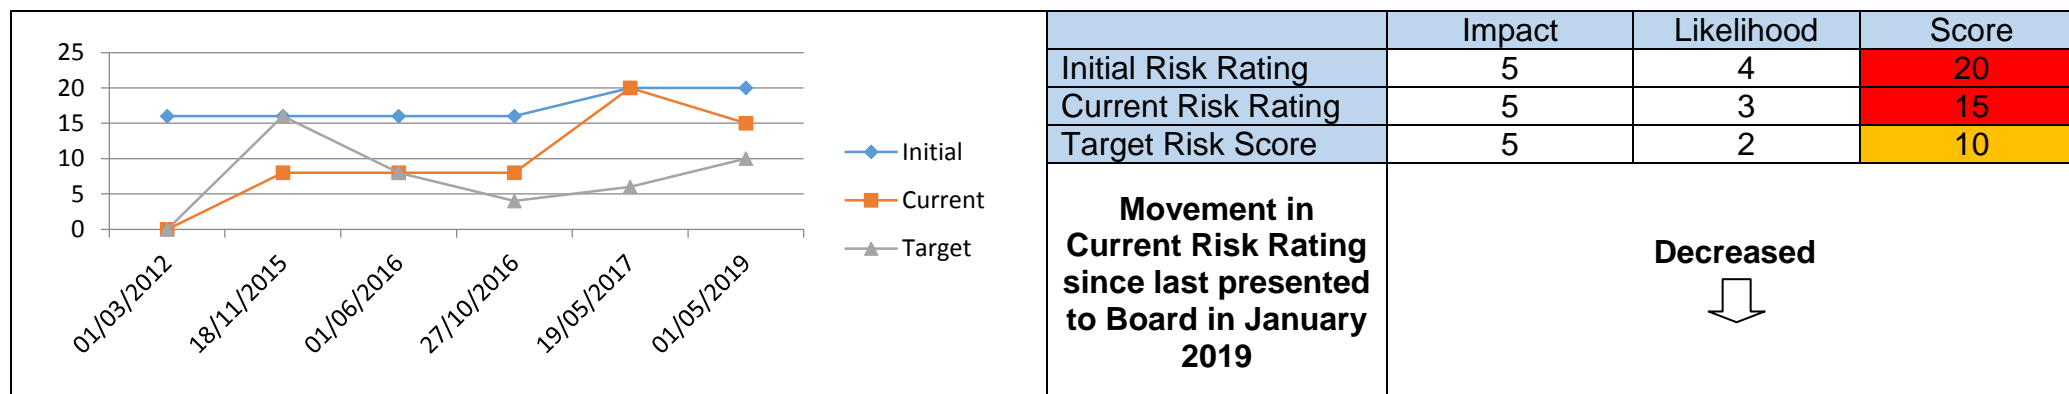 25
20
15
10
5
0
01/03/2012
18/11/2015
01/06/2016
27/10/2016
19/05/2017
01/05/2019
Initial
Current
Target
Impact Likelihood Score
Initial Risk Rating 5 4 20
Current Risk Rating 5 3 15
Target Risk Score 5 2 10
Movement in
Current Risk Rating
since last presented
to Board in January
2019
Decreased